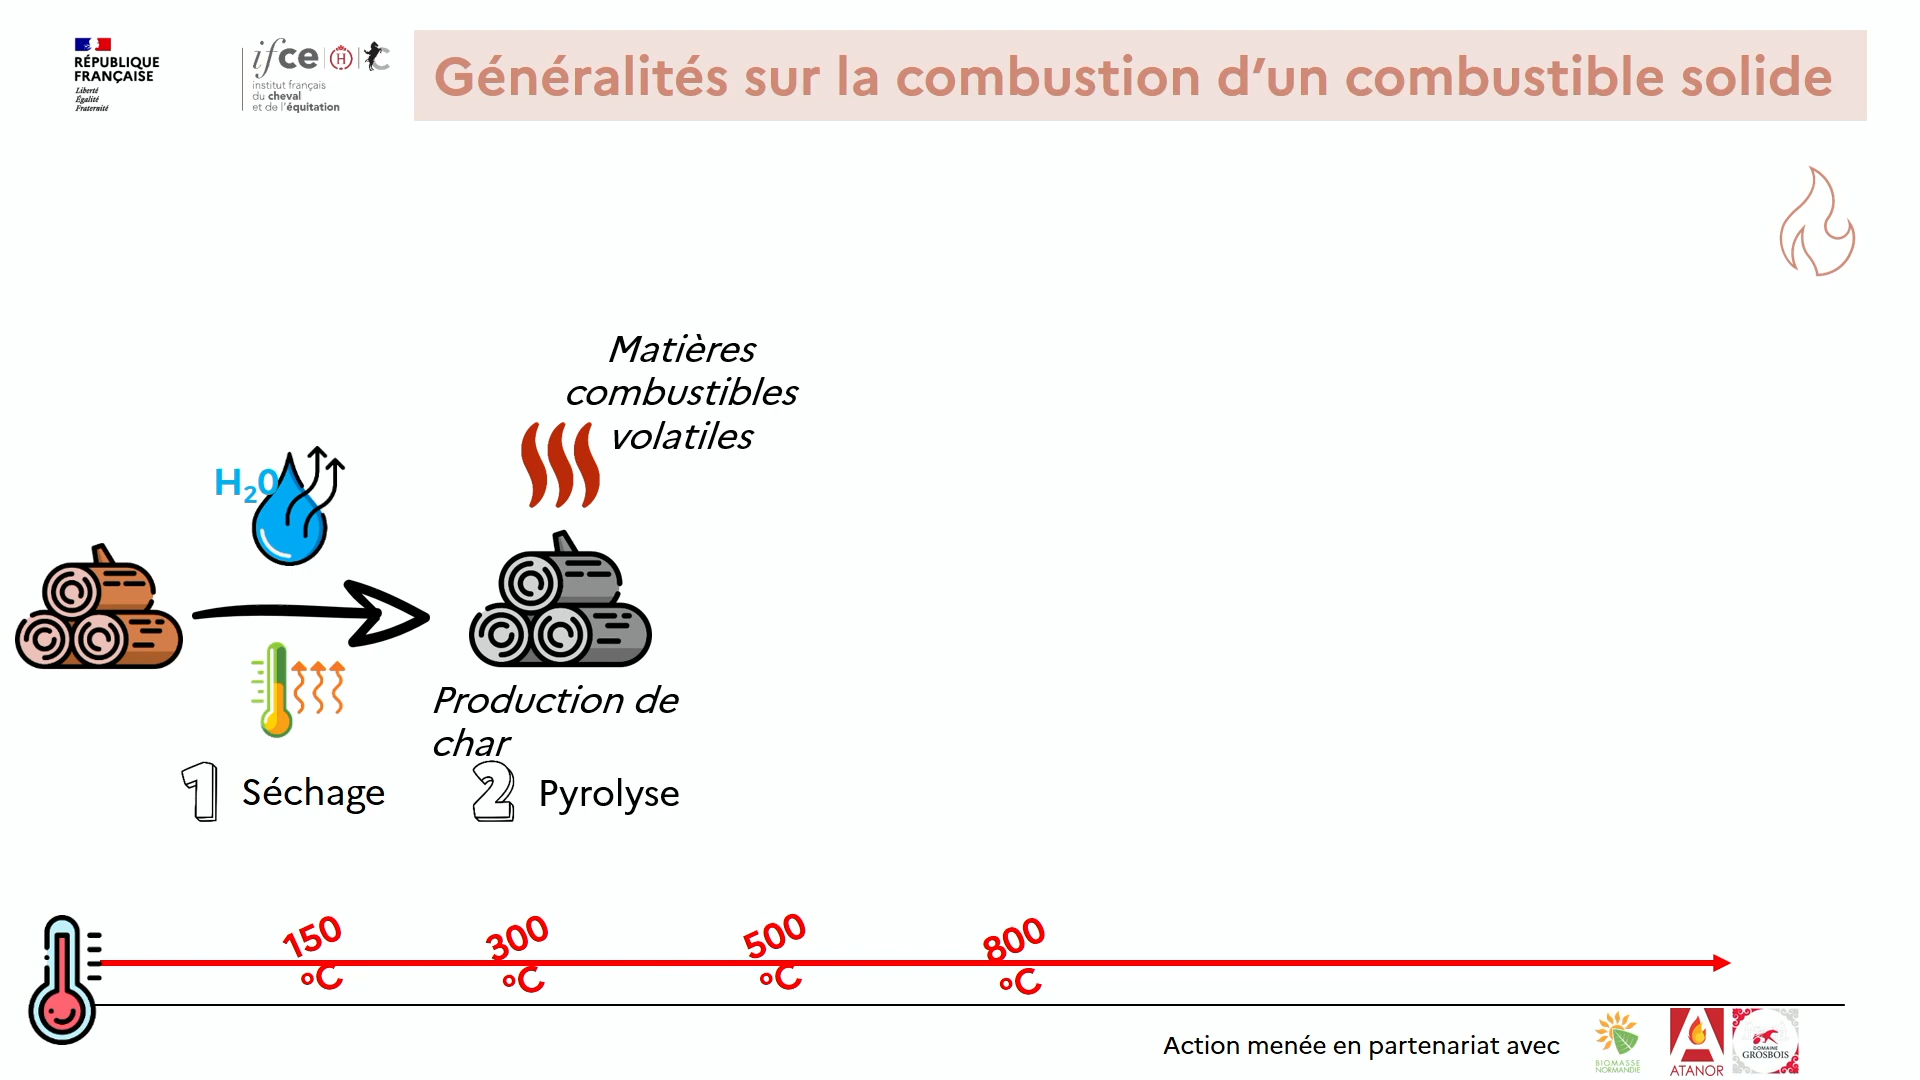 RÉPUBLIQUE
FRANÇAISE
Liberté
Égalité
Fraternité
ifce
H
institut français
du cheval
et de l'équitation
Généralités sur la combustion d’un combustible solide
Matières
combustibles
volatiles
H₂0
Production de
char
1 Séchage
2 Pyrolyse
150
°C
300
°C
500
°C
800
°C
Action menée en partenariat avec
BIOMASSE
NORMANDIE
ATANOR
DOMAINE
GROSBOIS